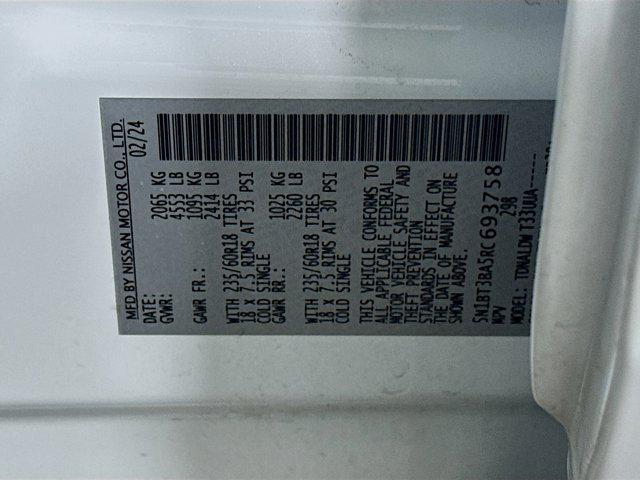 MFD BY NISSAN MOTOR CO., LTD.
DATE: 02/24
GVWR: 2065 KG
4553 LB
GAWR FR.: 1095 KG
2414 LB
WITH 235/60R18 TIRES
18 X 7.5 RIMS AT 33 PSI
COLD SINGLE
GAWR RR.: 1025 KG
2260 LB
WITH 235/60R18 TIRES
18 X 7.5 RIMS AT 30 PSI
COLD SINGLE
THIS VEHICLE CONFORMS TO
ALL APPLICABLE FEDERAL
MOTOR VEHICLE SAFETY AND
THEFT PREVENTION
STANDARDS IN EFFECT ON
THE DATE OF MANUFACTURE
SHOWN ABOVE.
5N1BT3BA5RC693758
MPV 298
MODEL: